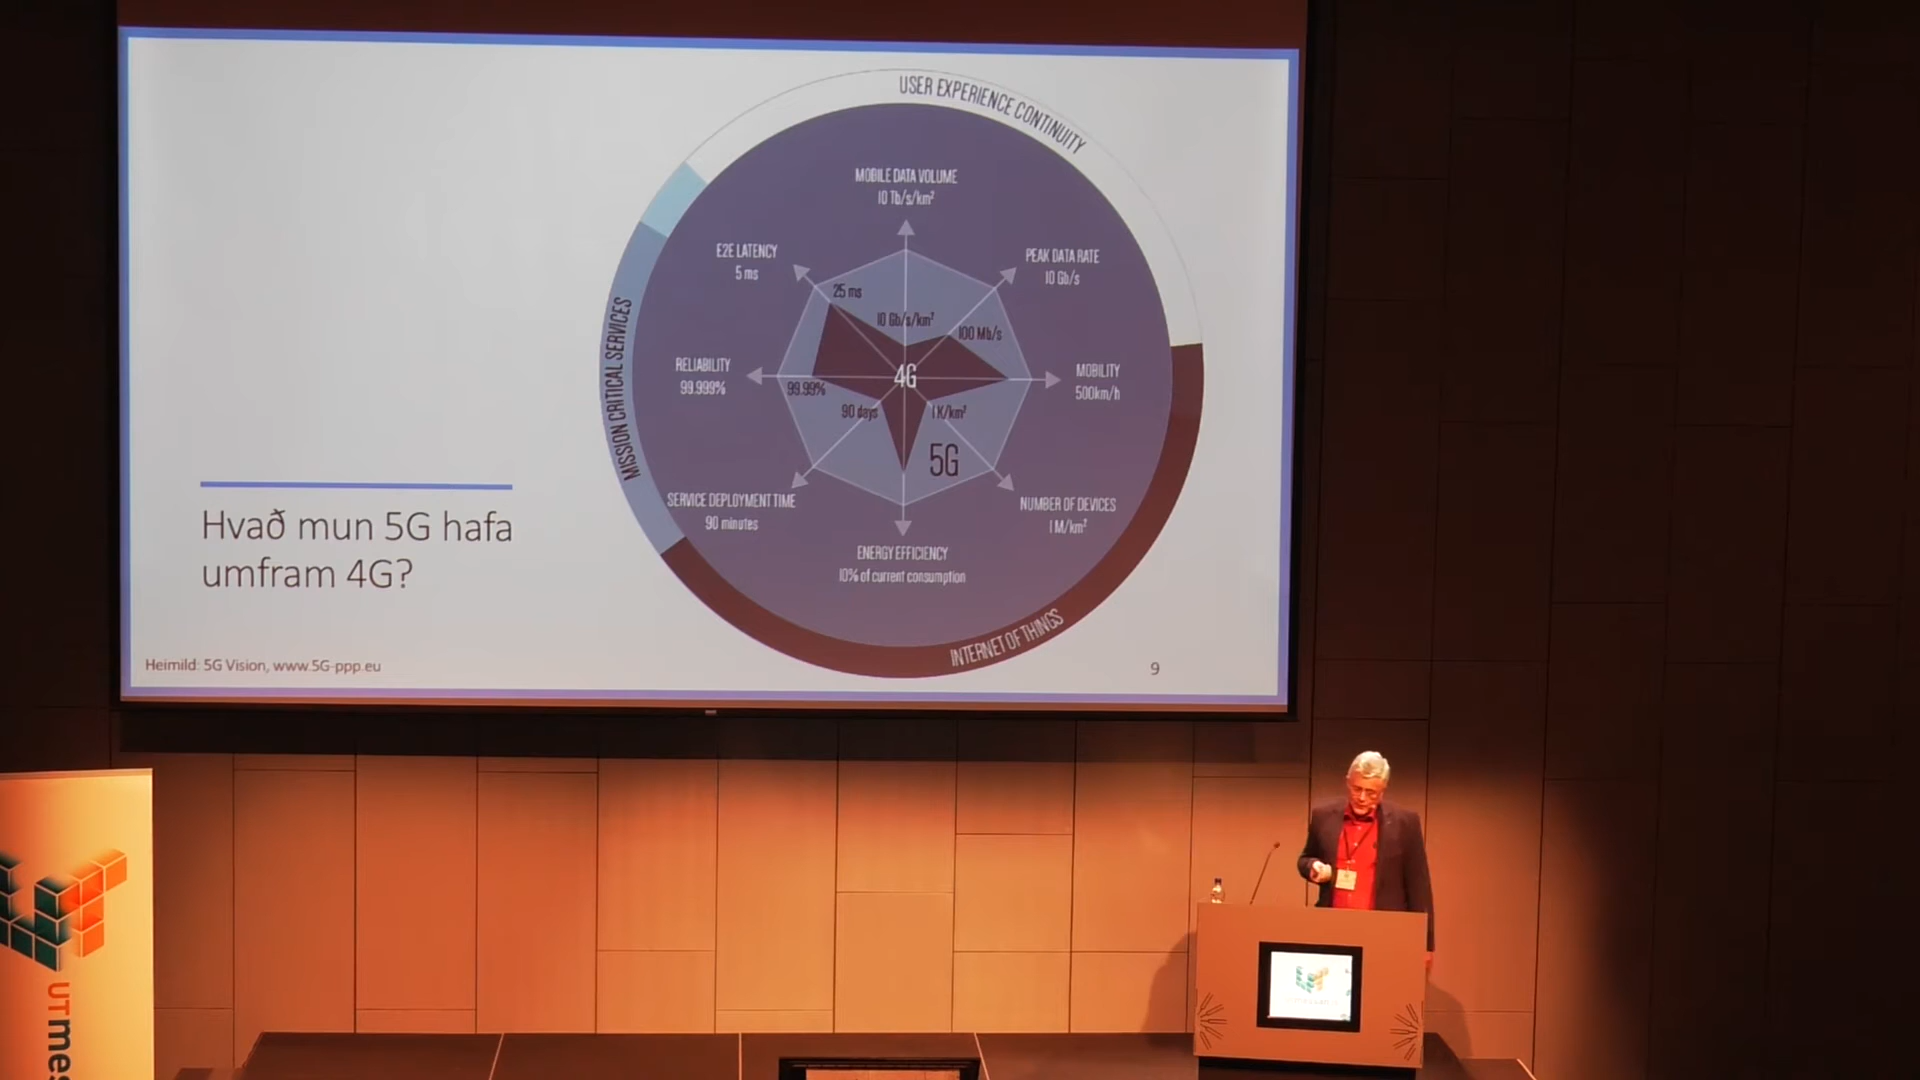 USER EXPERIENCE CONTINUITY
MOBILE DATA VOLUME
10 Tb/s/km²
E2E LATENCY
5 ms
PEAK DATA RATE
10 Gb/s
25 ms
10 Gb/s/km²
100 Mb/s
MISSION CRITICAL SERVICES
RELIABILITY
99.999%
4G
MOBILITY
500km/h
99.99%
90 days
1 K/km²
5G
SERVICE DEPLOYMENT TIME
90 minutes
NUMBER OF DEVICES
1 M/km²
ENERGY EFFICIENCY
10% of current consumption
INTERNET OF THINGS
Hvað mun 5G hafa
umfram 4G?
Heimild: 5G Vision, www.5G-ppp.eu
9
UTmes